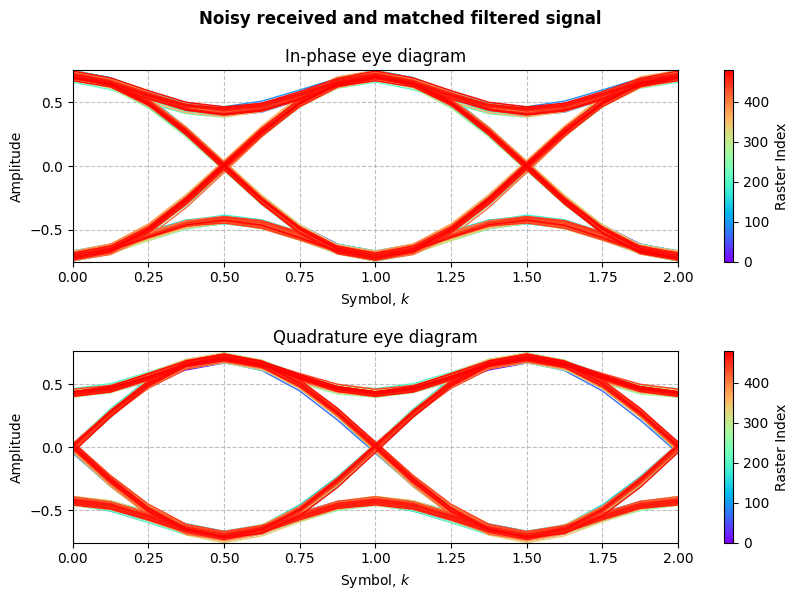 Noisy received and matched filtered signal
In-phase eye diagram
Amplitude
0.5
0.0
−0.5
0.00 0.25 0.50 0.75 1.00 1.25 1.50 1.75 2.00
Symbol, k
400
300
200
100
0
Raster Index
Quadrature eye diagram
Amplitude
0.5
0.0
−0.5
0.00 0.25 0.50 0.75 1.00 1.25 1.50 1.75 2.00
Symbol, k
400
300
200
100
0
Raster Index